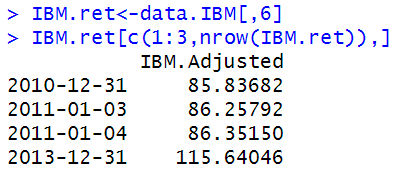 > IBM.ret<-data.IBM[,6]
> IBM.ret[c(1:3,nrow(IBM.ret)),]
IBM.Adjusted
2010-12-31 85.83682
2011-01-03 86.25792
2011-01-04 86.35150
2013-12-31 115.64046